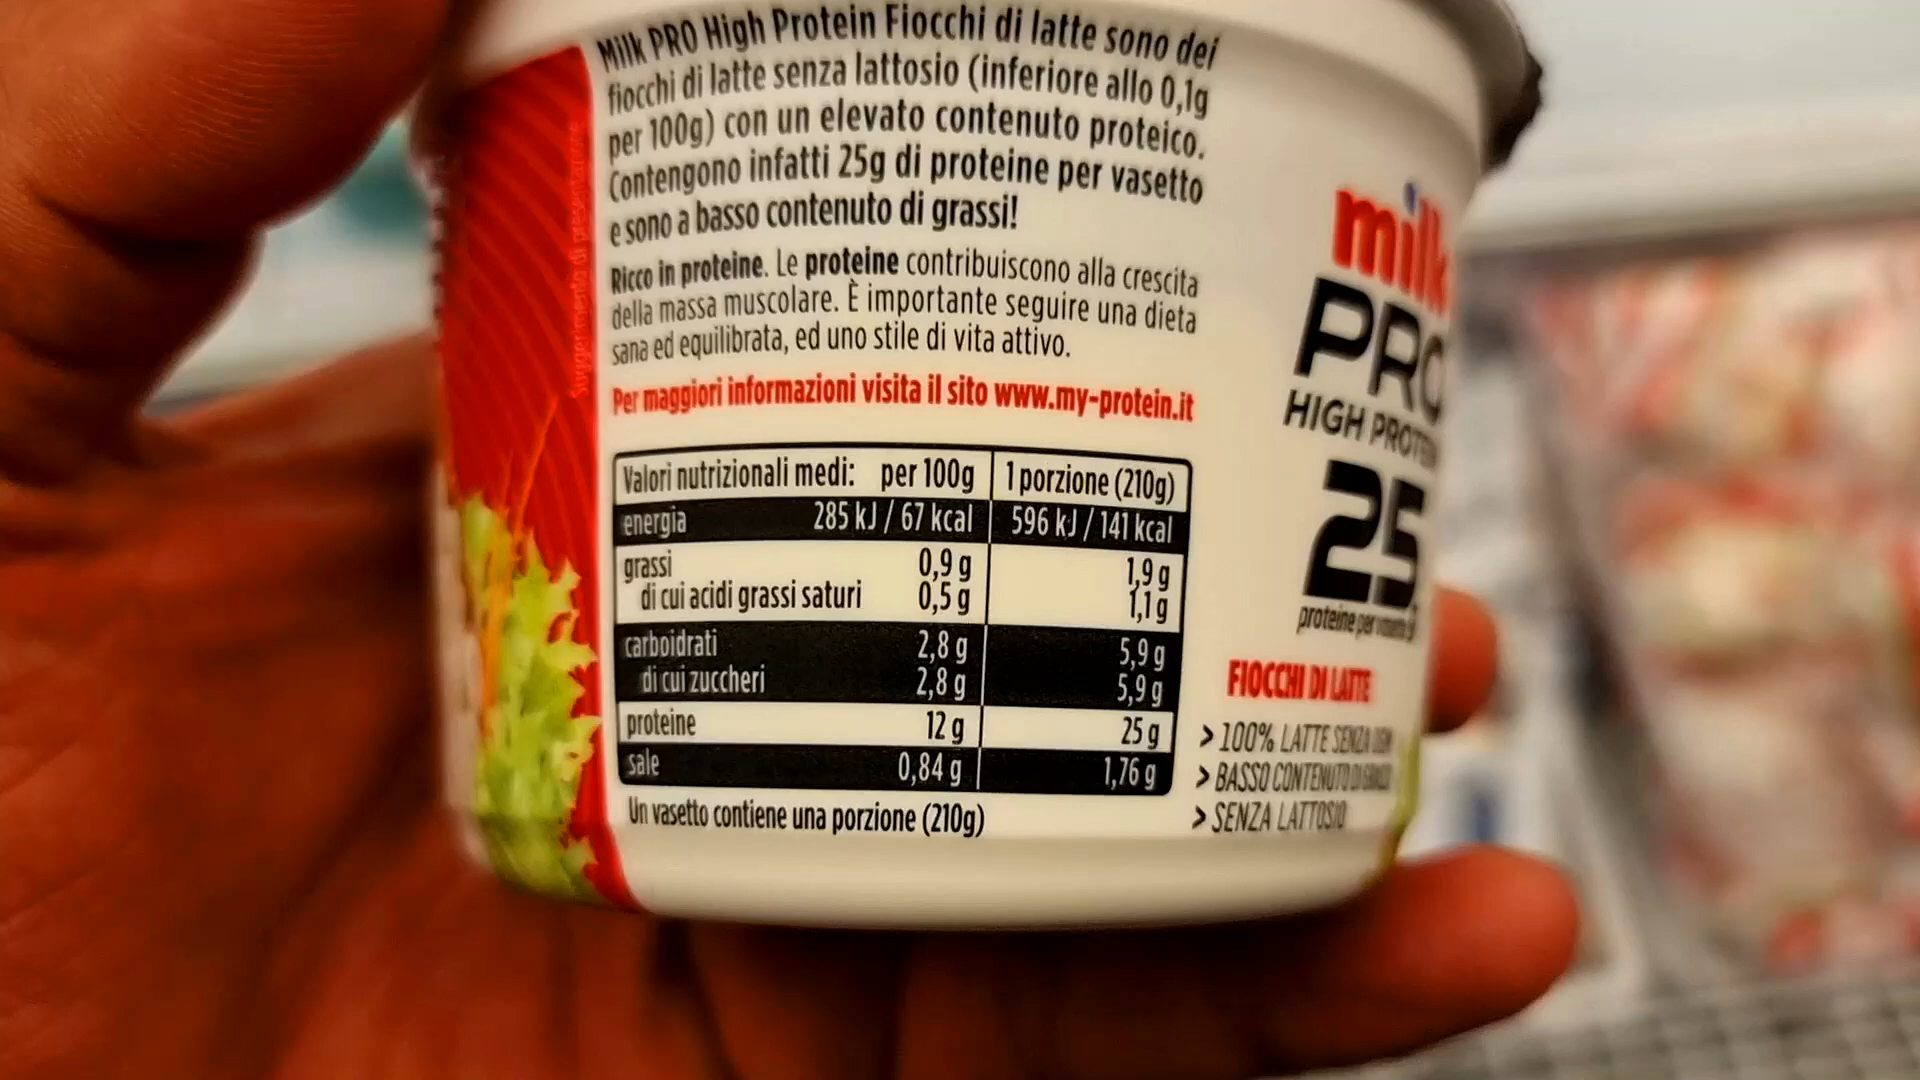 Milk PRO High Protein Fiocchi di latte sono dei
fiocchi di latte senza lattosio (inferiore allo 0,1g
per 100g) con un elevato contenuto proteico.
Contengono infatti 25g di proteine per vasetto
e sono a basso contenuto di grassi!
Ricco in proteine. Le proteine contribuiscono alla crescita
della massa muscolare. È importante seguire una dieta
sana ed equilibrata, ed uno stile di vita attivo.
Per maggiori informazioni visita il sito www.my-protein.it
Valori nutrizionali medi: per 100g 1 porzione (210g)
energia 285 kJ / 67 kcal 596 kJ / 141 kcal
grassi 0,9 g 1,9 g
di cui acidi grassi saturi 0,5 g 1,1 g
carboidrati 2,8 g 5,9 g
di cui zuccheri 2,8 g 5,9 g
proteine 12 g 25 g
sale 0,84 g 1,76 g
Un vasetto contiene una porzione (210g)
Suggerimento di presentazione
milk
PRO
HIGH PROTEIN
25
proteine per
FIOCCHI DI LATTE
> 100% LATTE SENZA
> BASSO CONTENUTO DI
> SENZA LATTOSIO